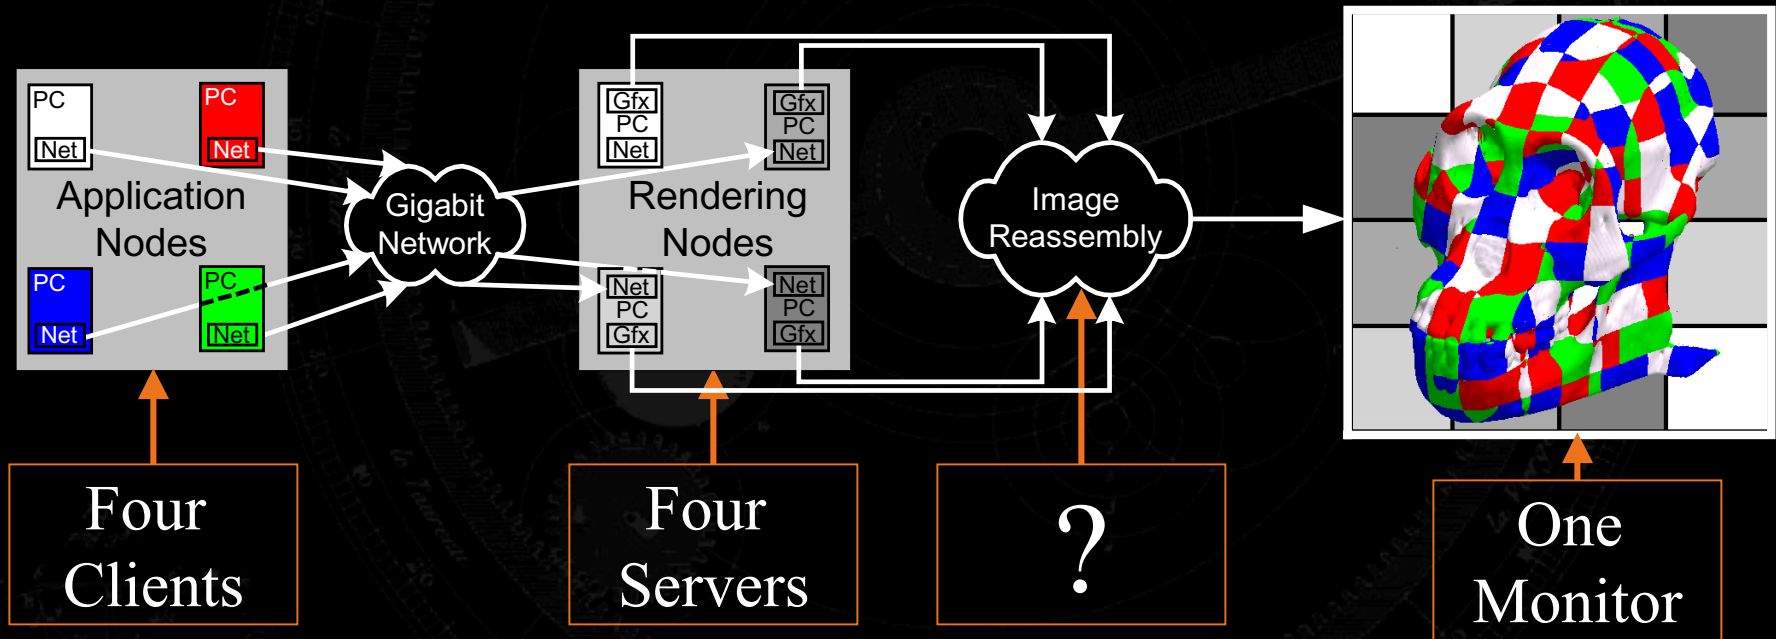 PC
Net
PC
Net
Application
Nodes
PC
Net
PC
Net
Gigabit
Network
Gfx
PC
Net
Gfx
PC
Net
Rendering
Nodes
Net
PC
Gfx
Net
PC
Gfx
Image
Reassembly
Four
Clients
Four
Servers
?
One
Monitor